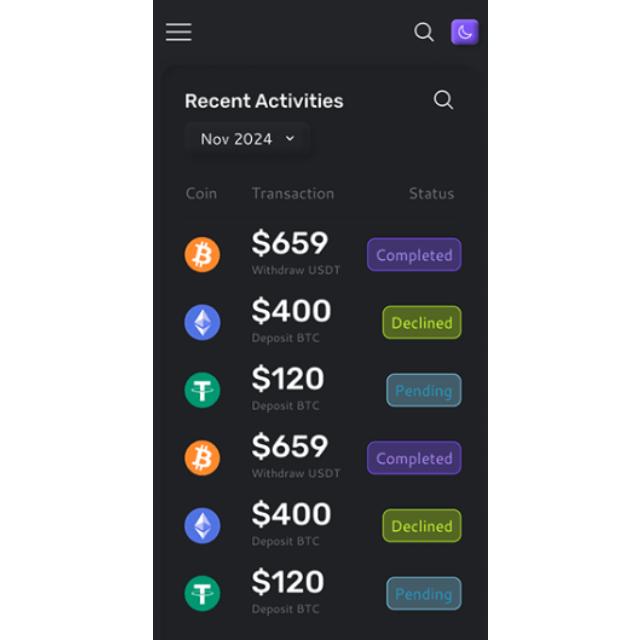 Recent Activities
Nov 2024
Coin Transaction Status
$659
Withdraw USDT
Completed
$400
Deposit BTC
Declined
$120
Deposit BTC
Pending
$659
Withdraw USDT
Completed
$400
Deposit BTC
Declined
$120
Deposit BTC
Pending